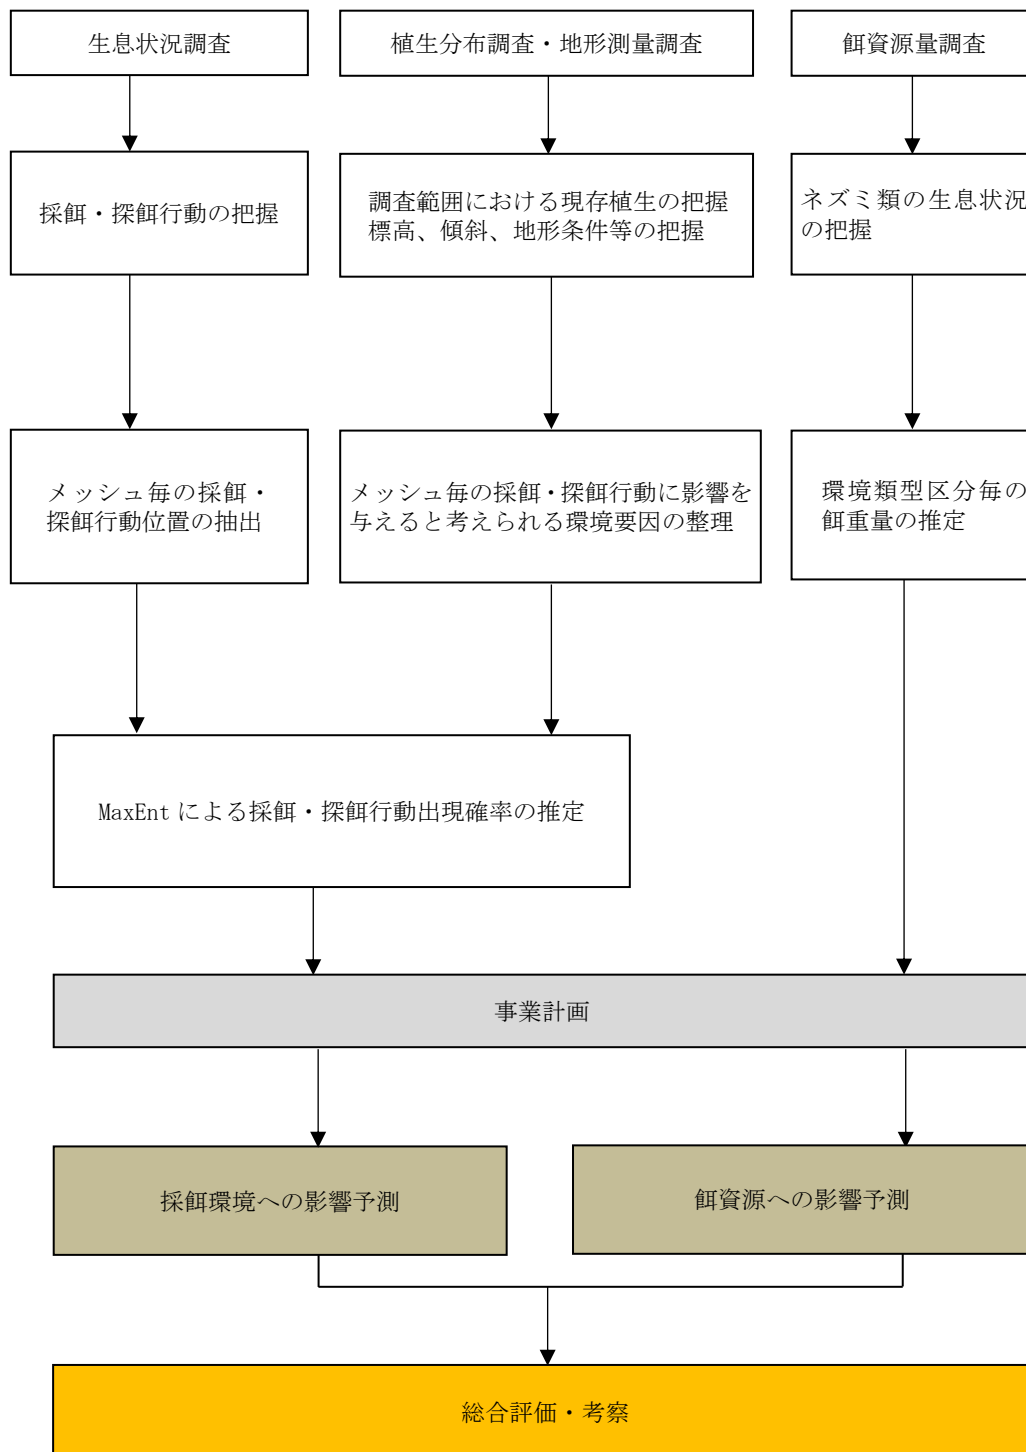 生息状況調査
植生分布調査・地形測量調査
餌資源量調査
採餌・探餌行動の把握
調査範囲における現存植生の把握
標高、傾斜、地形条件等の把握
ネズミ類の生息状況
の把握
メッシュ毎の採餌・
探餌行動位置の抽出
メッシュ毎の採餌・探餌行動に影響を
与えると考えられる環境要因の整理
環境類型区分毎の
餌重量の推定
MaxEnt による採餌・探餌行動出現確率の推定
事業計画
採餌環境への影響予測
餌資源への影響予測
総合評価・考察